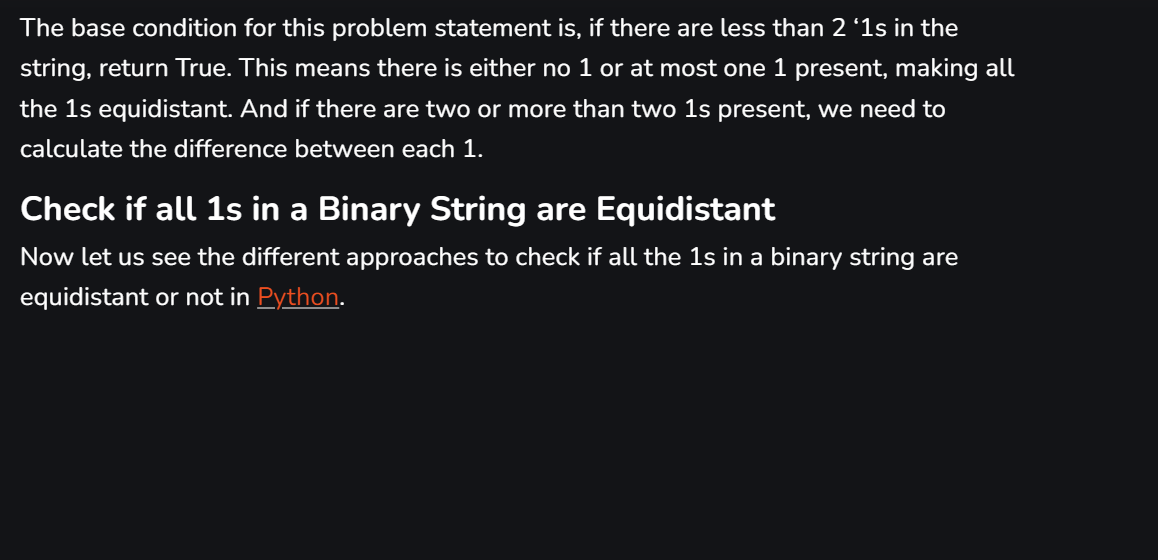 The base condition for this problem statement is, if there are less than 2 ‘1s in the
string, return True. This means there is either no 1 or at most one 1 present, making all
the 1s equidistant. And if there are two or more than two 1s present, we need to
calculate the difference between each 1.
Check if all 1s in a Binary String are Equidistant
Now let us see the different approaches to check if all the 1s in a binary string are
equidistant or not in Python.